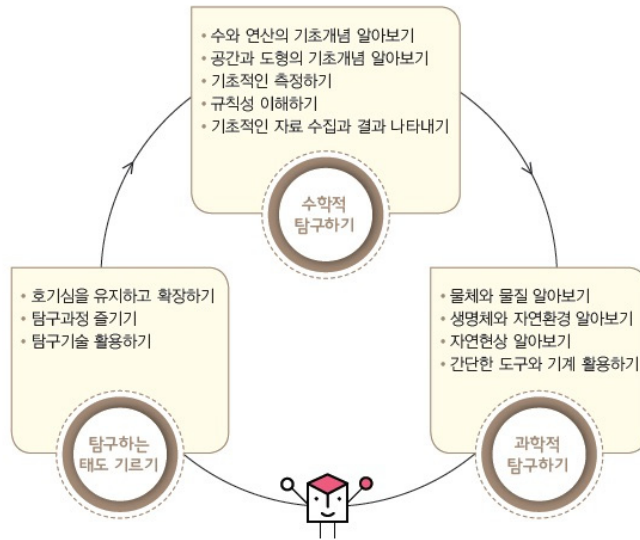 • 수와 연산의 기초개념 알아보기
• 공간과 도형의 기초개념 알아보기
• 기초적인 측정하기
• 규칙성 이해하기
• 기초적인 자료 수집과 결과 나타내기
수학적
탐구하기
• 호기심을 유지하고 확장하기
• 탐구과정 즐기기
• 탐구기술 활용하기
탐구하는
태도 기르기
• 물체와 물질 알아보기
• 생명체와 자연환경 알아보기
• 자연현상 알아보기
• 간단한 도구와 기계 활용하기
과학적
탐구하기